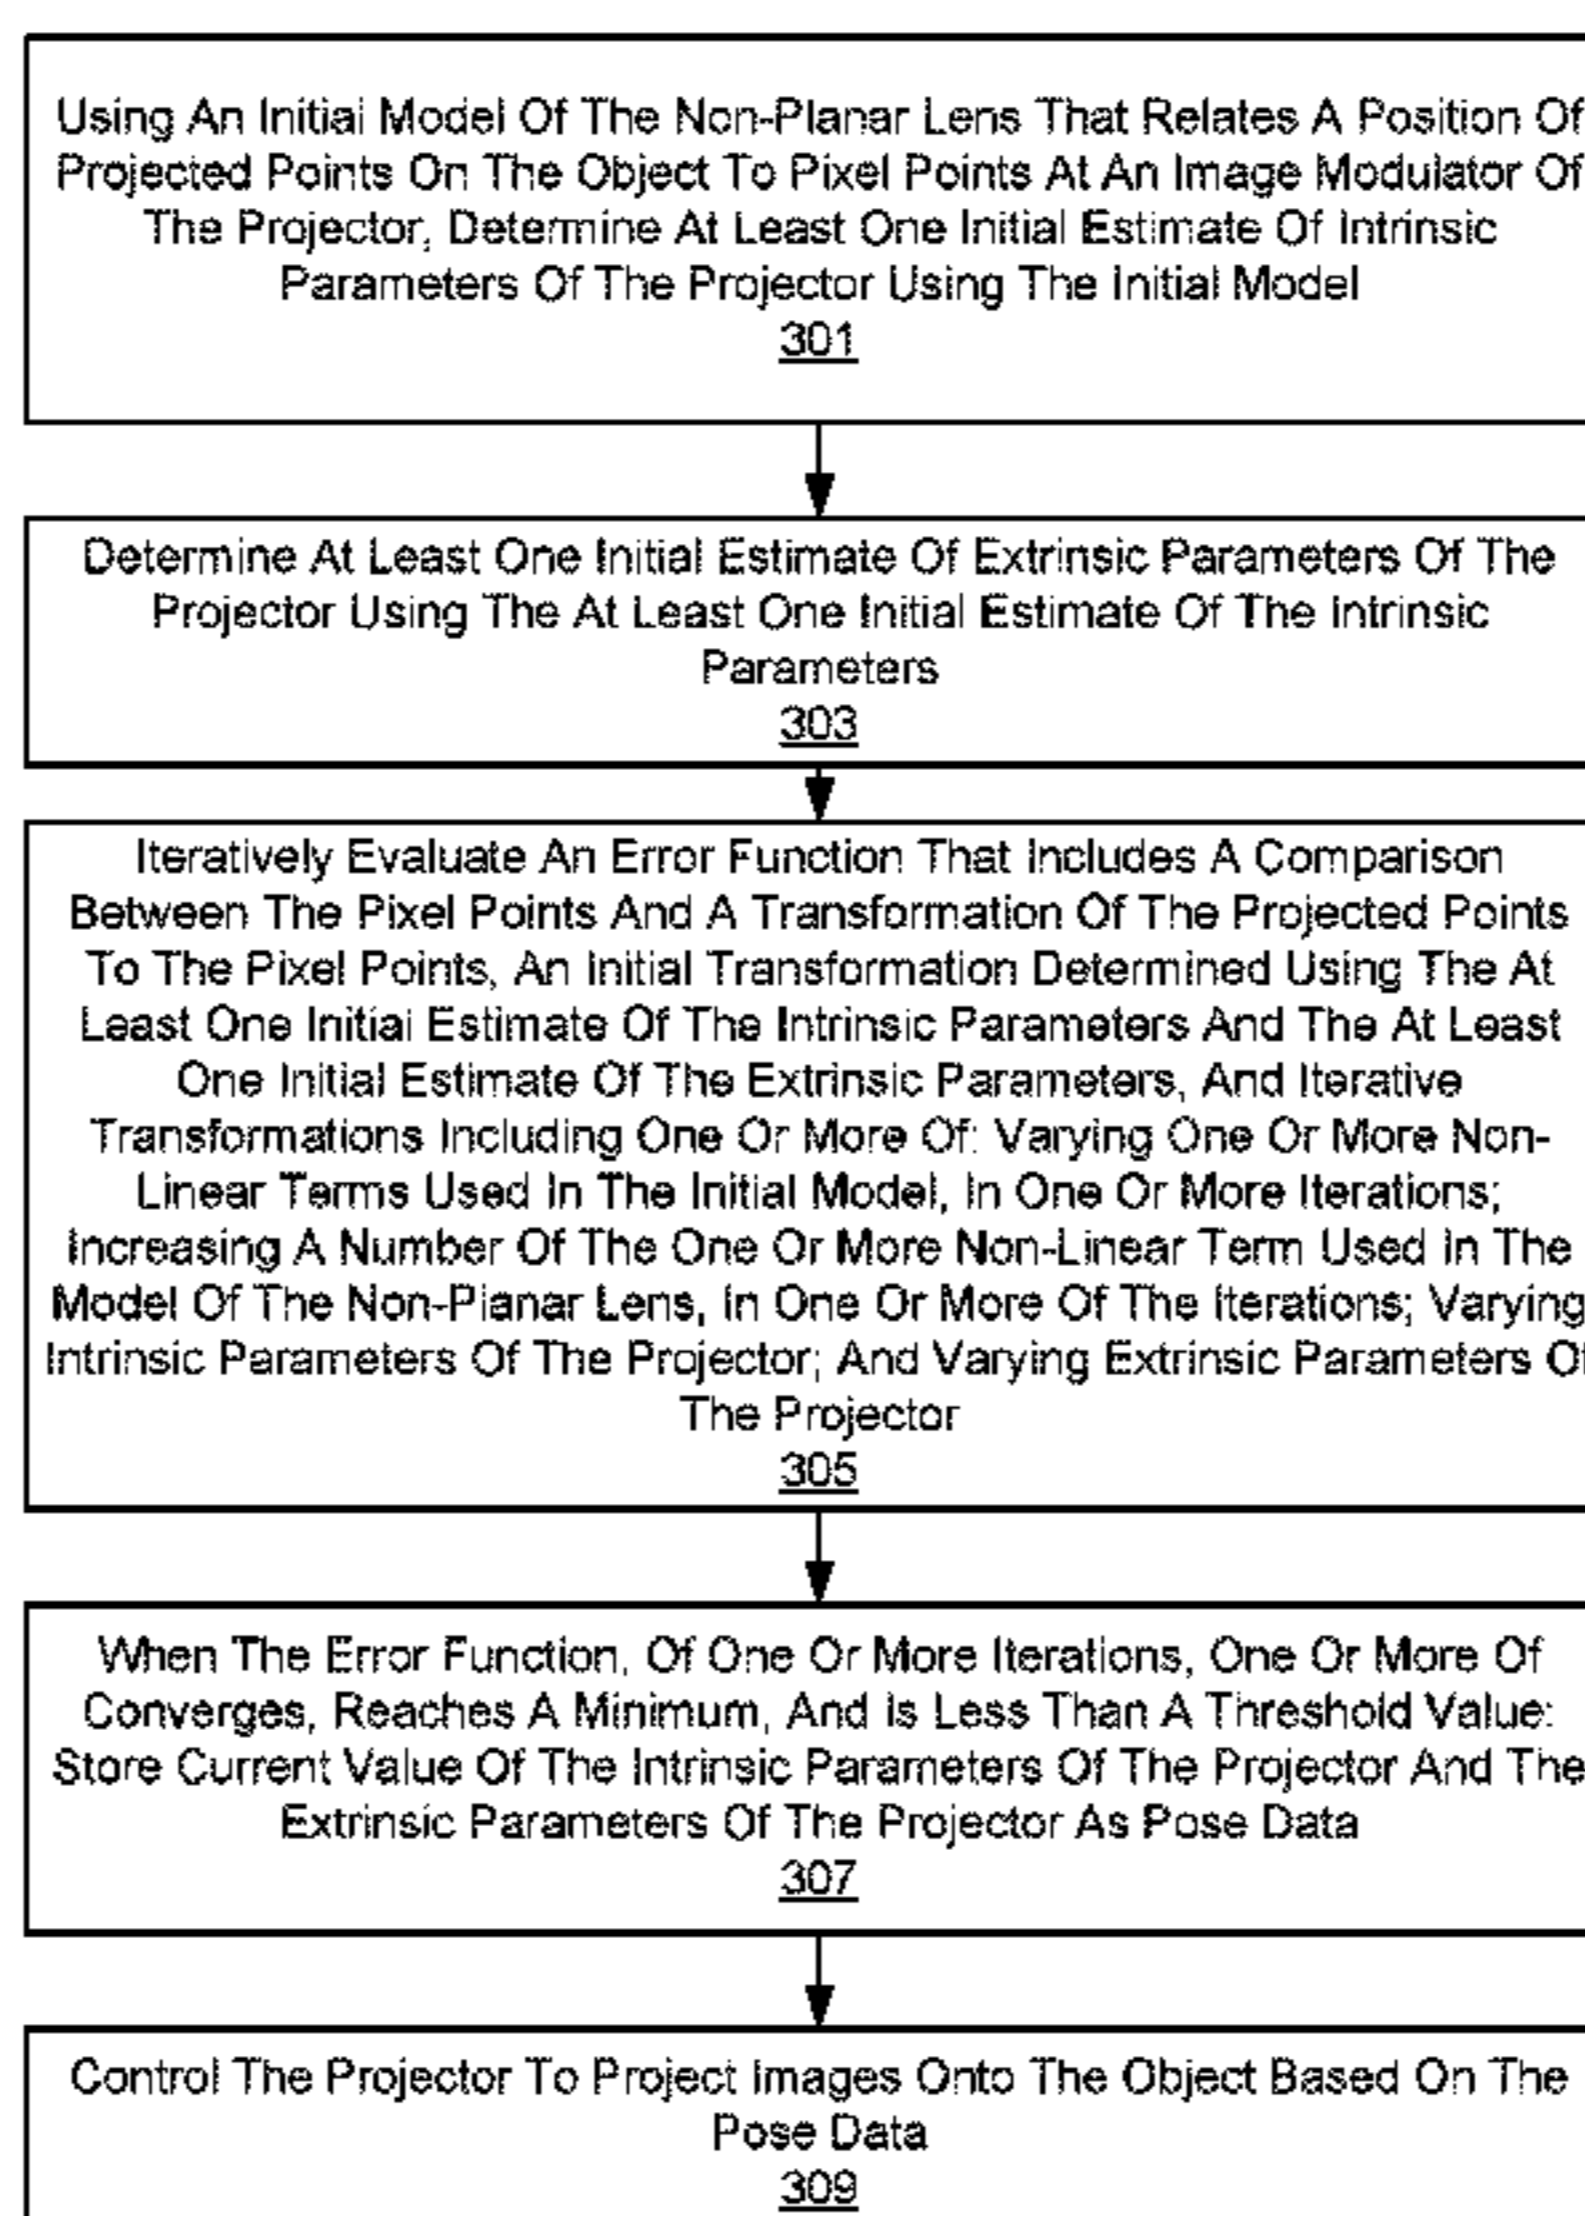 Using An Initial Model Of The Non-Planar Lens That Relates A Position Of
Projected Points On The Object To Pixel Points At An Image Modulator Of
The Projector, Determine At Least One Initial Estimate Of Intrinsic
Parameters Of The Projector Using The Initial Model
301
Determine At Least One Initial Estimate Of Extrinsic Parameters Of The
Projector Using The At Least One Initial Estimate Of The Intrinsic
Parameters
303
Iteratively Evaluate An Error Function That Includes A Comparison
Between The Pixel Points And A Transformation Of The Projected Points
To The Pixel Points, An Initial Transformation Determined Using The At
Least One Initial Estimate Of The Intrinsic Parameters And The At Least
One Initial Estimate Of The Extrinsic Parameters, And Iterative
Transformations Including One Or More Of: Varying One Or More Non-
Linear Terms Used In The Initial Model, In One Or More Iterations;
Increasing A Number Of The One Or More Non-Linear Term Used In The
Model Of The Non-Planar Lens, In One Or More Of The Iterations; Varying
Intrinsic Parameters Of The Projector; And Varying Extrinsic Parameters Of
The Projector
305
When The Error Function, Of One Or More Iterations, One Or More Of
Converges, Reaches A Minimum, And Is Less Than A Threshold Value:
Store Current Value Of The Intrinsic Parameters Of The Projector And The
Extrinsic Parameters Of The Projector As Pose Data
307
Control The Projector To Project Images Onto The Object Based On The
Pose Data
309